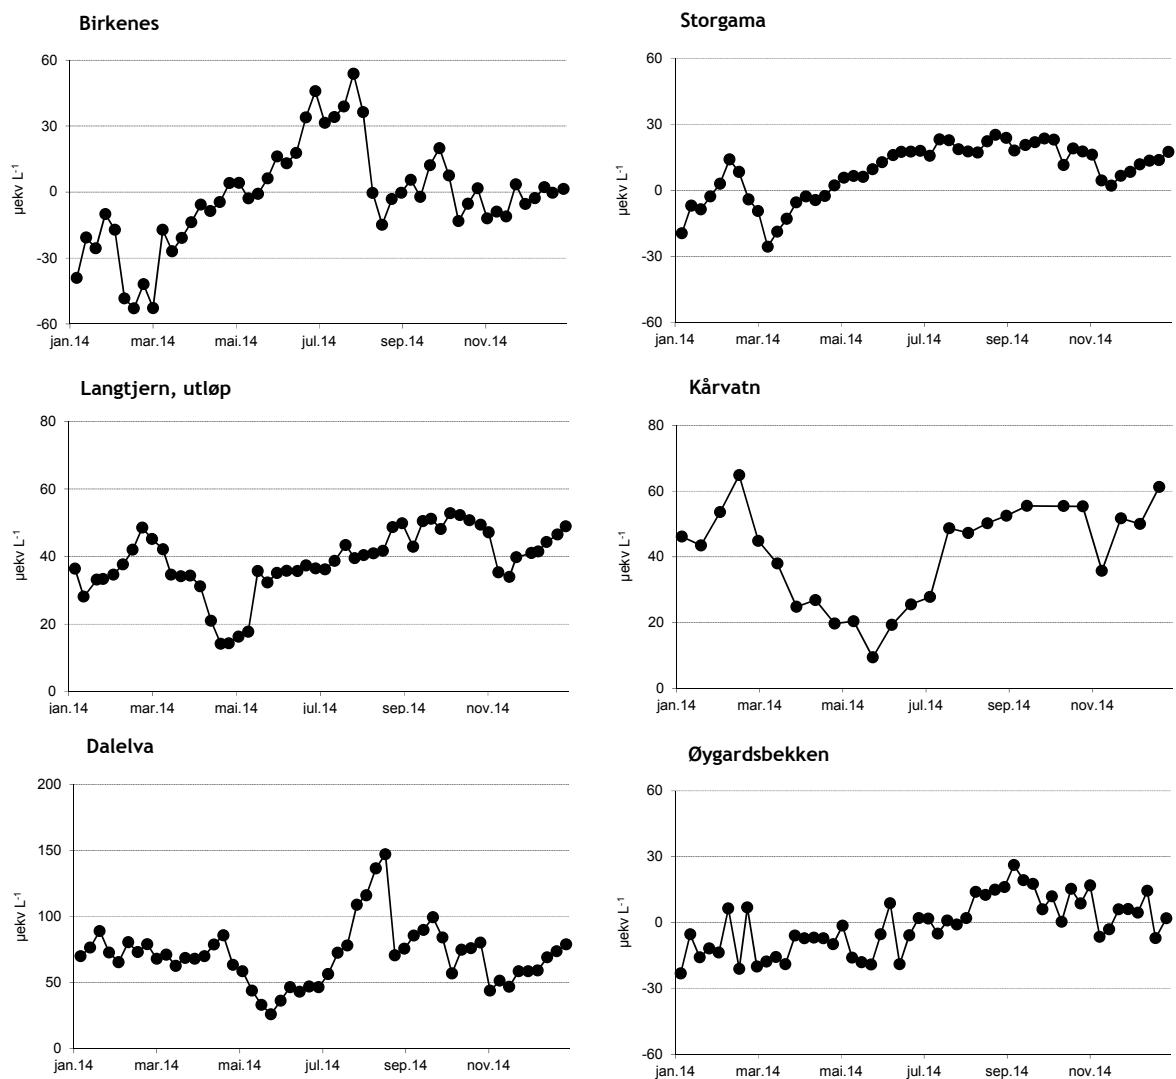 Birkenes
60
30
0
-30
-60
µekv L-1
jan.14 mar.14 mai.14 jul.14 sep.14 nov.14
Storgama
60
30
0
-30
-60
µekv L-1
jan.14 mar.14 mai.14 jul.14 sep.14 nov.14
Langtjern, utløp
80
60
40
20
0
µekv L-1
jan.14 mar.14 mai.14 jul.14 sep.14 nov.14
Kårvatn
80
60
40
20
0
µekv L-1
jan.14 mar.14 mai.14 jul.14 sep.14 nov.14
Dalelva
200
150
100
50
0
µekv L-1
jan.14 mar.14 mai.14 jul.14 sep.14 nov.14
Øygardsbekken
60
30
0
-30
-60
µekv L-1
jan.14 mar.14 mai.14 jul.14 sep.14 nov.14